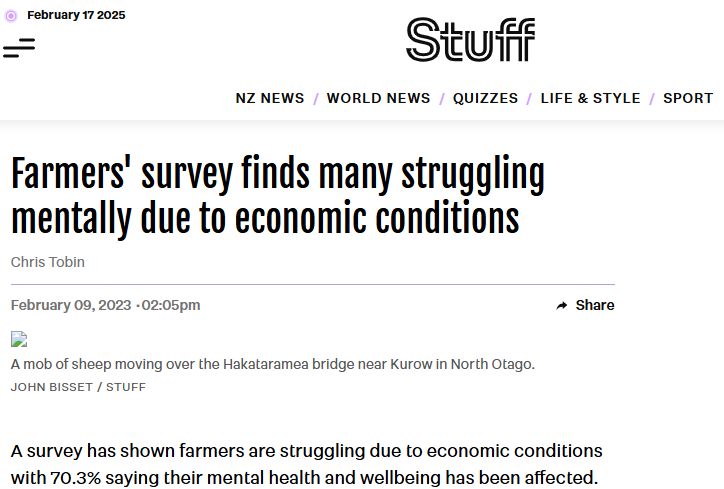 February 17 2025
Stuff
NZ NEWS / WORLD NEWS / QUIZZES / LIFE & STYLE / SPORT
Farmers' survey finds many struggling
mentally due to economic conditions
Chris Tobin
February 09, 2023 •02:05pm
Share
A mob of sheep moving over the Hakataramea bridge near Kurow in North Otago.
JOHN BISSET / STUFF
A survey has shown farmers are struggling due to economic conditions
with 70.3% saying their mental health and wellbeing has been affected.